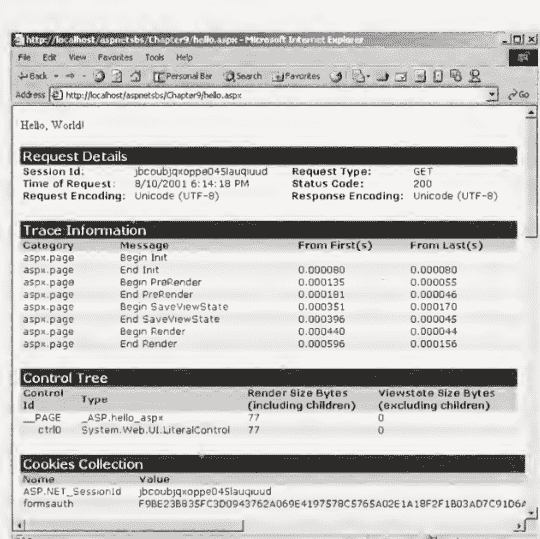 http://localhost/aspnetsbs/Chapter9/hello.aspx - Microsoft Internet Explorer
File Edit View Favorites Tools Help
Back Personal Bar Search Favorites
Address http://localhost/aspnetsbs/Chapter9/hello.aspx Go
Hello, World!
Request Details
Session Id: Request Type: GET
Time of Request: 8/10/2001 6:14:18 PM Status Code: 200
Request Encoding: Unicode (UTF-8) Response Encoding: Unicode (UTF-8)
Trace Information
Category Message From First(s) From Last(s)
aspx.page Begin Init
aspx.page End Init 0.000080 0.000080
aspx.page Begin PreRender 0.000135 0.000055
aspx.page End PreRender 0.000181 0.000046
aspx.page Begin SaveViewState 0.000351 0.000170
aspx.page End SaveViewState 0.000396 0.000045
aspx.page Begin Render 0.000440 0.000044
aspx.page End Render 0.000596 0.000156
Control Tree
Control Id Type Render Size Bytes (including children) Viewstate Size Bytes (excluding children)
__PAGE _ASP.hello_aspx 77 0
ctrl0 System.Web.UI.LiteralControl 77 0
Cookies Collection
Name Value
ASP.NET_SessionId
formsauth